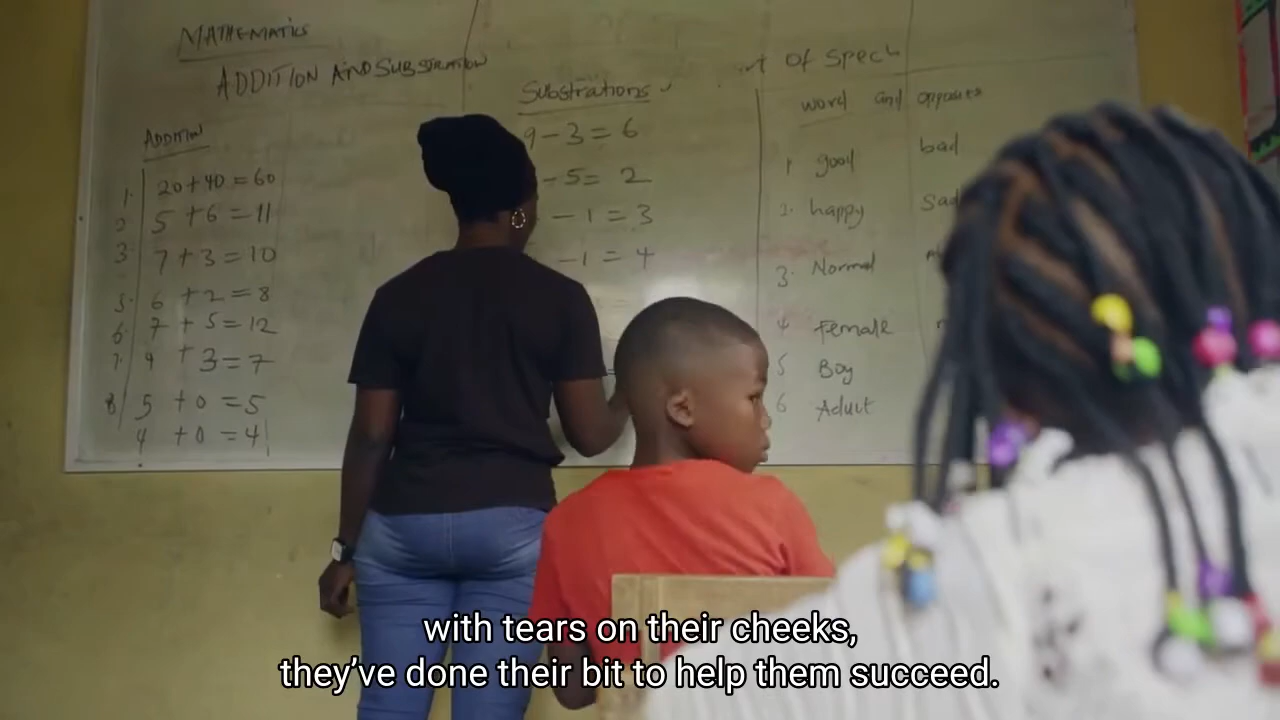 MATHEMATICS
ADDITION AND SUBSTRATION
ADDITIN
1. 20+40=60
2 5+6=11
3. 7+3=10
5. 6+2=8
6. 7+5=12
7. 4+3=7
8 5+0=5
4+0=4
Substrations
9-3=6
-5=2
-1=3
-1=4
=
Of Spech
word and opposite
1 good bad
2. happy Sad
3. Normal
4 Female
5 Boy
6 Adult
with tears on their cheeks,
they've done their bit to help them succeed.